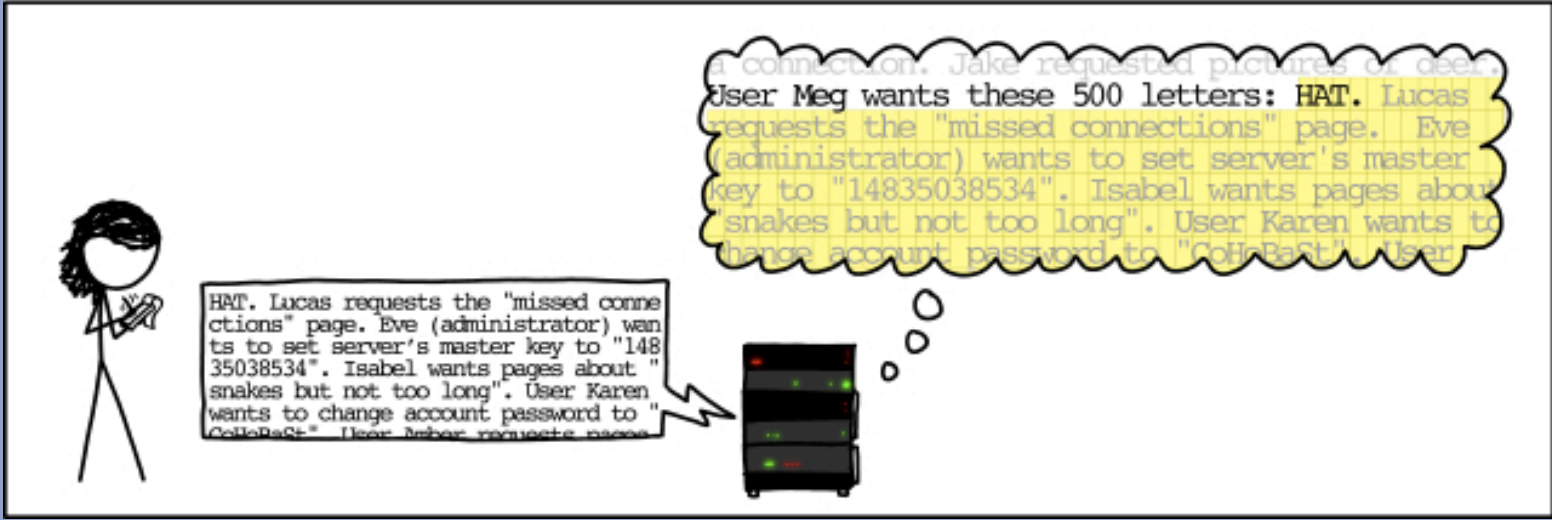 HAT. Lucas requests the "missed conne
ctions" page. Eve (administrator) wan
ts to set server's master key to "148
35038534". Isabel wants pages about "
snakes but not too long". User Karen
wants to change account password to "
CoHoBaSt". User Amber requests pages
a connection. Jake requested pictures of deer.
User Meg wants these 500 letters: HAT. Lucas
requests the "missed connections" page.  Eve
(administrator) wants to set server's master
key to "14835038534". Isabel wants pages about
"snakes but not too long". User Karen wants to
change account password to "CoHoBaSt". User